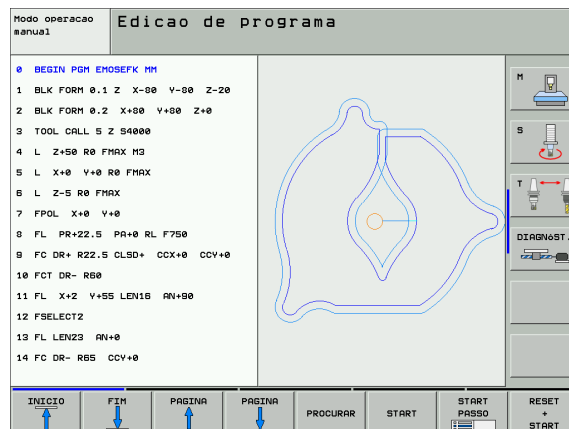 Modo operacao
manual
Edicao de programa
0 BEGIN PGM EMOSEFK MM
1 BLK FORM 0.1 Z X-80 Y-80 Z-20
2 BLK FORM 0.2 X+80 Y+80 Z+0
3 TOOL CALL 5 Z S4000
4 L Z+50 R0 FMAX M3
5 L X+0 Y+0 R0 FMAX
6 L Z-5 R0 FMAX
7 FPOL X+0 Y+0
8 FL PR+22.5 PA+0 RL F750
9 FC DR+ R22.5 CLSD+ CCX+0 CCY+0
10 FCT DR- R60
11 FL X+2 Y+55 LEN16 AN+90
12 FSELECT2
13 FL LEN23 AN+0
14 FC DR- R65 CCY+0
M
S
T
DIAGNóST.
INICIO
FIM
PAGINA
PAGINA
PROCURAR
START
START
PASSO
RESET
+
START